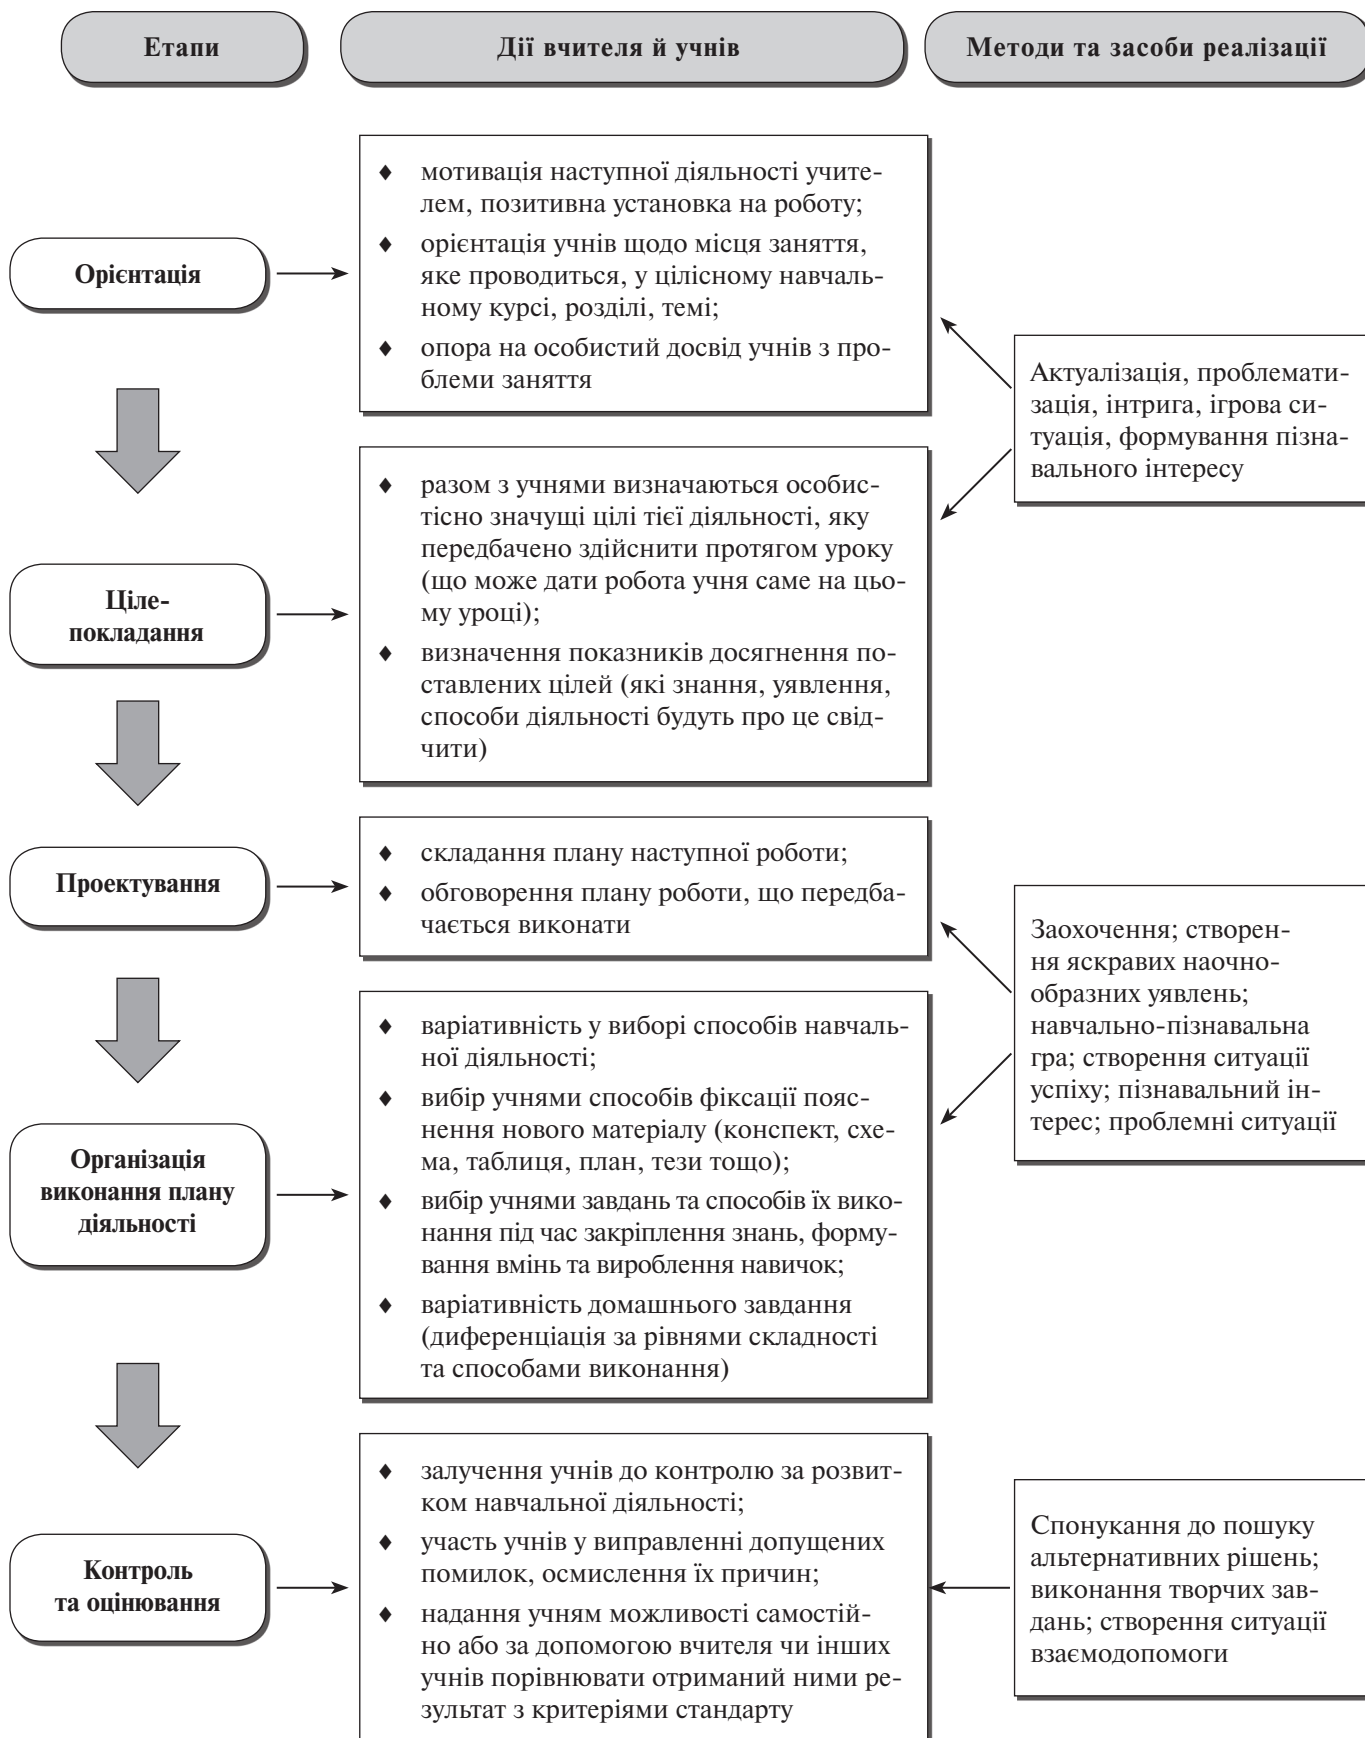 Етапи
Дії вчителя й учнів
Методи та засоби реалізації
Орієнтація
♦ мотивація наступної діяльності учите-
лем, позитивна установка на роботу;
♦ орієнтація учнів щодо місця заняття,
яке проводиться, у цілісному навчаль-
ному курсі, розділі, темі;
♦ опора на особистий досвід учнів з про-
блеми заняття
Актуалізація, проблемати-
зація, інтрига, ігрова си-
туація, формування пізна-
вального інтересу
Ціле-
покладання
♦ разом з учнями визначаються особис-
тісно значущі цілі тієї діяльності, яку
передбачено здійснити протягом уроку
(що може дати робота учня саме на цьо-
му уроці);
♦ визначення показників досягнення по-
ставлених цілей (які знання, уявлення,
способи діяльності будуть про це свід-
чити)
Проектування
♦ складання плану наступної роботи;
♦ обговорення плану роботи, що передба-
чається виконати
Заохочення; створен-
ня яскравих наочно-
образних уявлень;
навчально-пізнавальна
гра; створення ситуації
успіху; пізнавальний ін-
терес; проблемні ситуації
Організація
виконання плану
діяльності
♦ варіативність у виборі способів навчаль-
ної діяльності;
♦ вибір учнями способів фіксації пояс-
нення нового матеріалу (конспект, схе-
ма, таблиця, план, тези тощо);
♦ вибір учнями завдань та способів їх вико-
нання під час закріплення знань, форму-
вання вмінь та вироблення навичок;
♦ варіативність домашнього завдання
(диференціація за рівнями складності
та способами виконання)
Контроль
та оцінювання
♦ залучення учнів до контролю за розвит-
ком навчальної діяльності;
♦ участь учнів у виправленні допущених
помилок, осмислення їх причин;
♦ надання учням можливості самостій-
но або за допомогою вчителя чи інших
учнів порівнювати отриманий ними ре-
зультат з критеріями стандарту
Спонукання до пошуку
альтернативних рішень;
виконання творчих зав-
дань; створення ситуації
взаємодопомоги